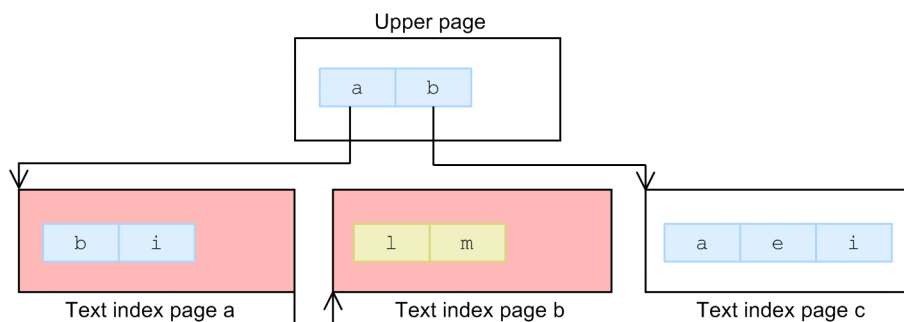 Upper page
a b
b i
l m
a e i
Text index page a
Text index page b
Text index page c